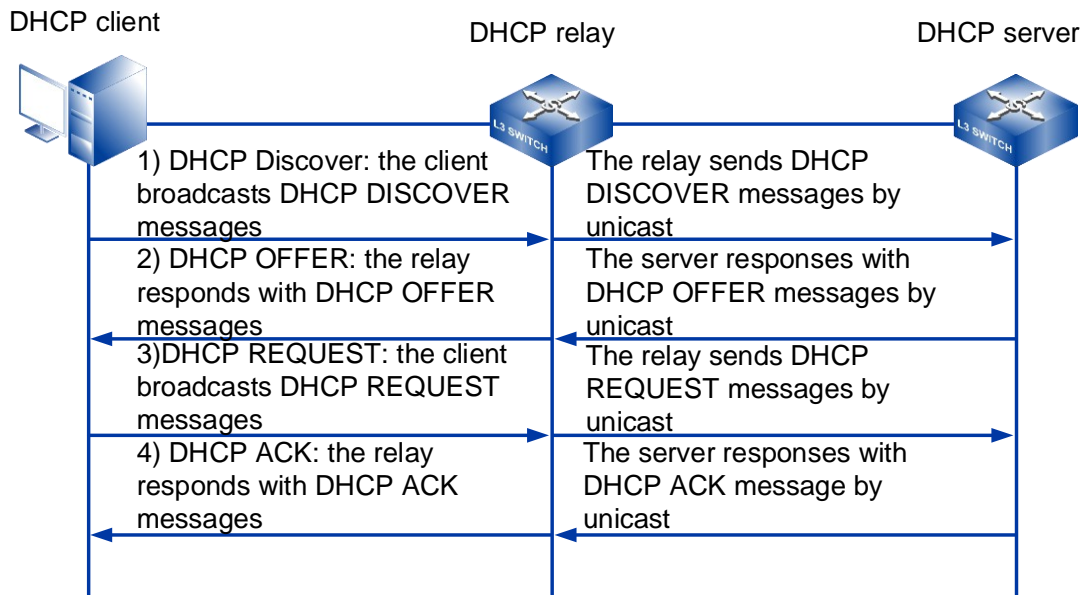 DHCP client
DHCP relay
DHCP server
L3 SWITCH
L3 SWITCH
1) DHCP Discover: the client
broadcasts DHCP DISCOVER
messages
The relay sends DHCP
DISCOVER messages by
unicast
2) DHCP OFFER: the relay
responds with DHCP OFFER
messages
The server responses with
DHCP OFFER messages by
unicast
3)DHCP REQUEST: the client
broadcasts DHCP REQUEST
messages
The relay sends DHCP
REQUEST messages by
unicast
4) DHCP ACK: the relay
responds with DHCP ACK
messages
The server responses with
DHCP ACK message by
unicast